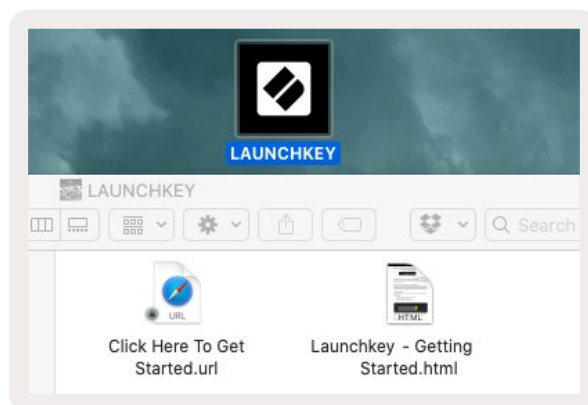 LAUNCHKEY
LAUNCHKEY
Search
URL
HTML
Click Here To Get
Started.url
Launchkey - Getting
Started.html